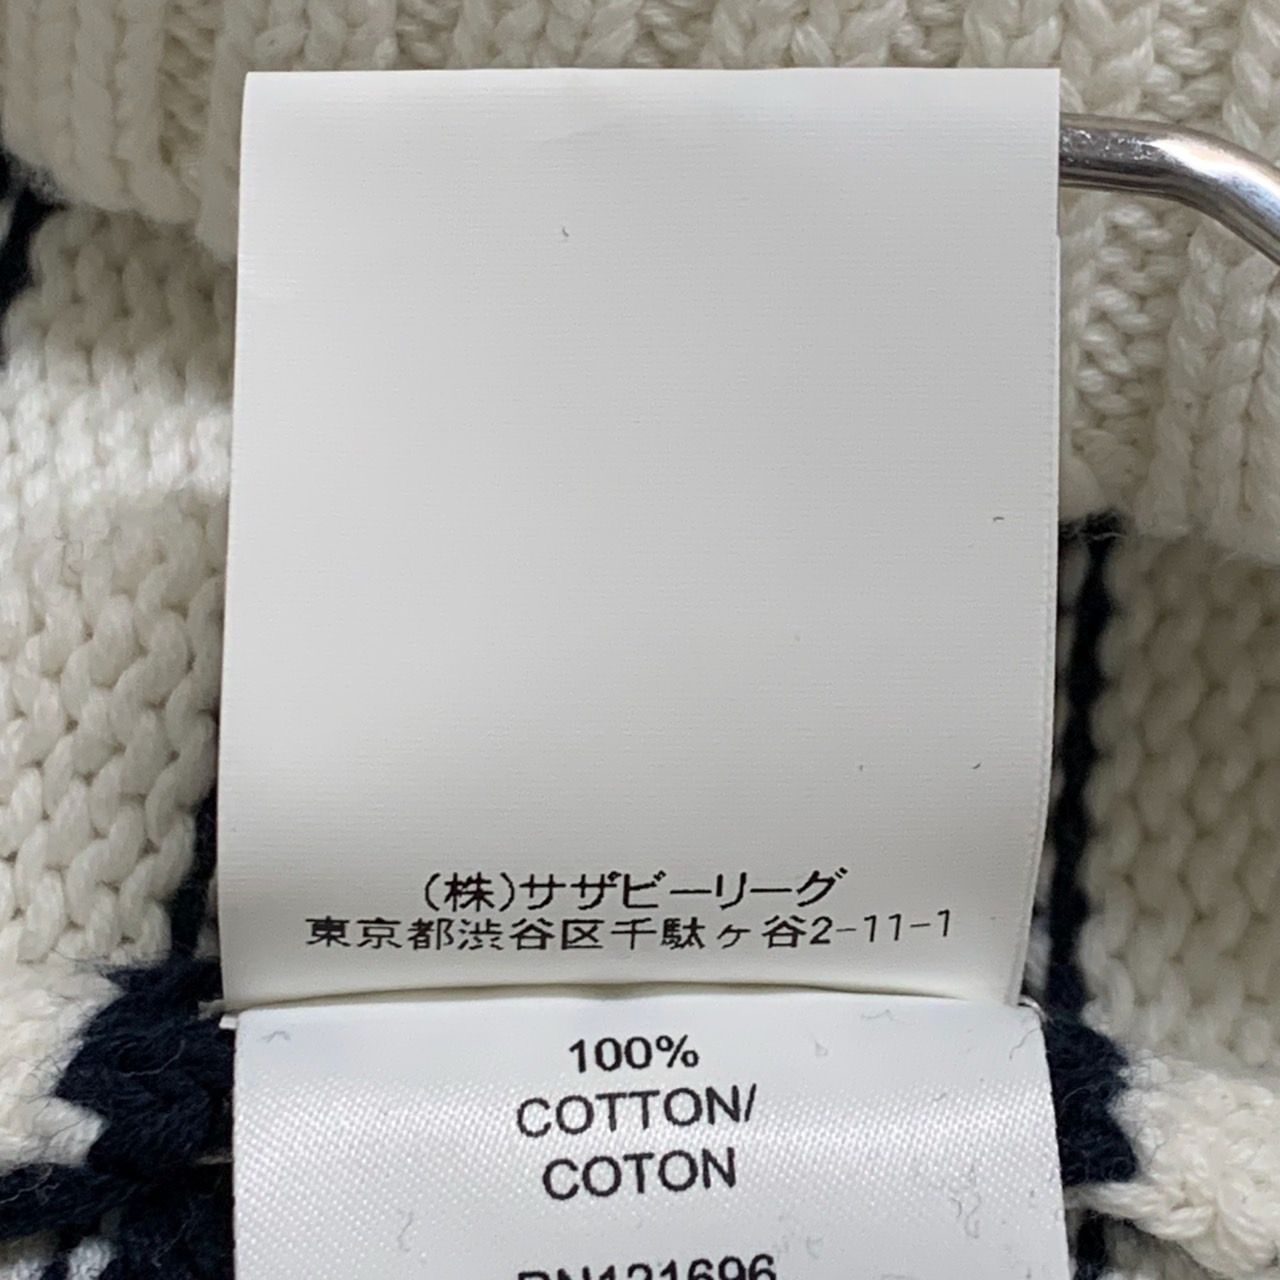 (株)サザビーリーグ
東京都渋谷区千駄ヶ谷2-11-1
100%
COTTON/
COTON
RN121696